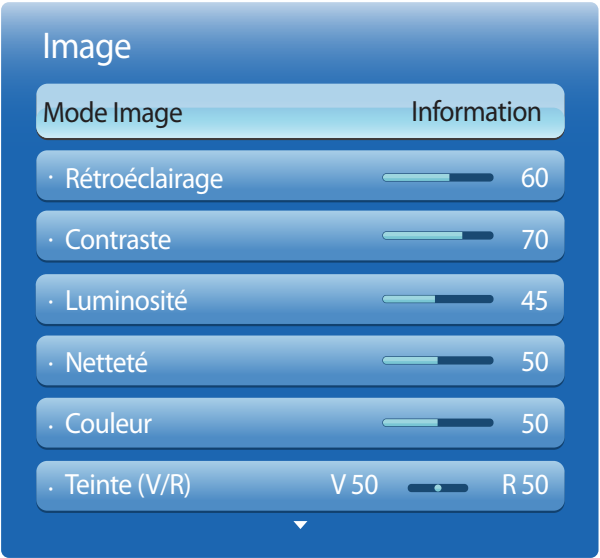 Image
Mode Image Information
· Rétroéclairage 60
· Contraste 70
· Luminosité 45
· Netteté 50
· Couleur 50
· Teinte (V/R) V 50 R 50